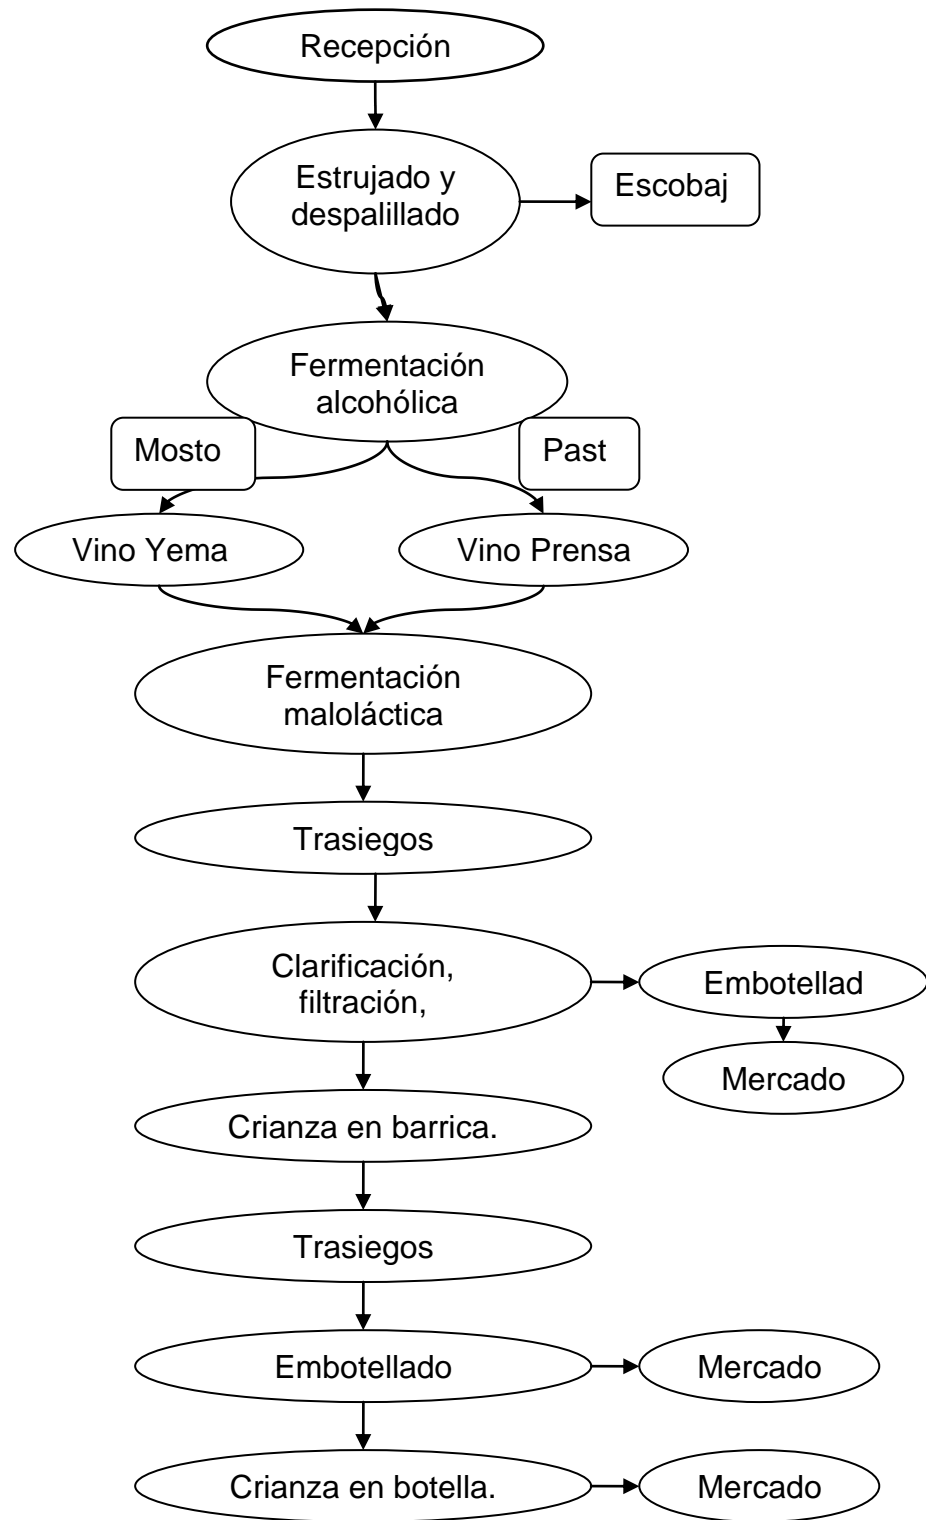 Recepción
Estrujado y
despalillado
Escobaj
Fermentación
alcohólica
Mosto
Past
Vino Yema
Vino Prensa
Fermentación
maloláctica
Trasiegos
Clarificación,
filtración,
Embotellad
Mercado
Crianza en barrica.
Trasiegos
Embotellado
Mercado
Crianza en botella.
Mercado